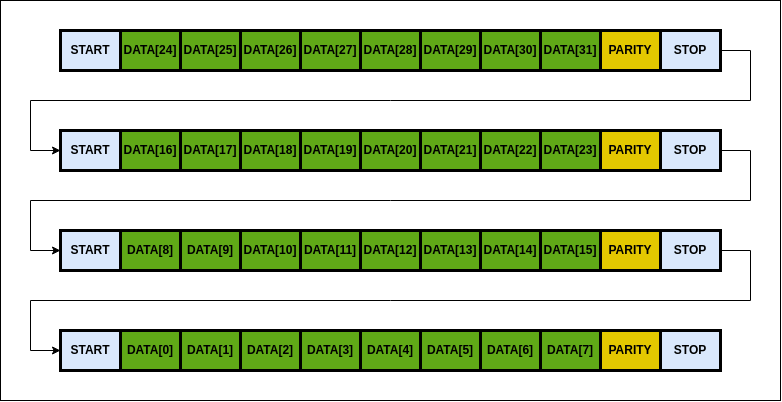 START DATA[24] DATA[25] DATA[26] DATA[27] DATA[28] DATA[29] DATA[30] DATA[31] PARITY STOP
START DATA[16] DATA[17] DATA[18] DATA[19] DATA[20] DATA[21] DATA[22] DATA[23] PARITY STOP
START DATA[8] DATA[9] DATA[10] DATA[11] DATA[12] DATA[13] DATA[14] DATA[15] PARITY STOP
START DATA[0] DATA[1] DATA[2] DATA[3] DATA[4] DATA[5] DATA[6] DATA[7] PARITY STOP